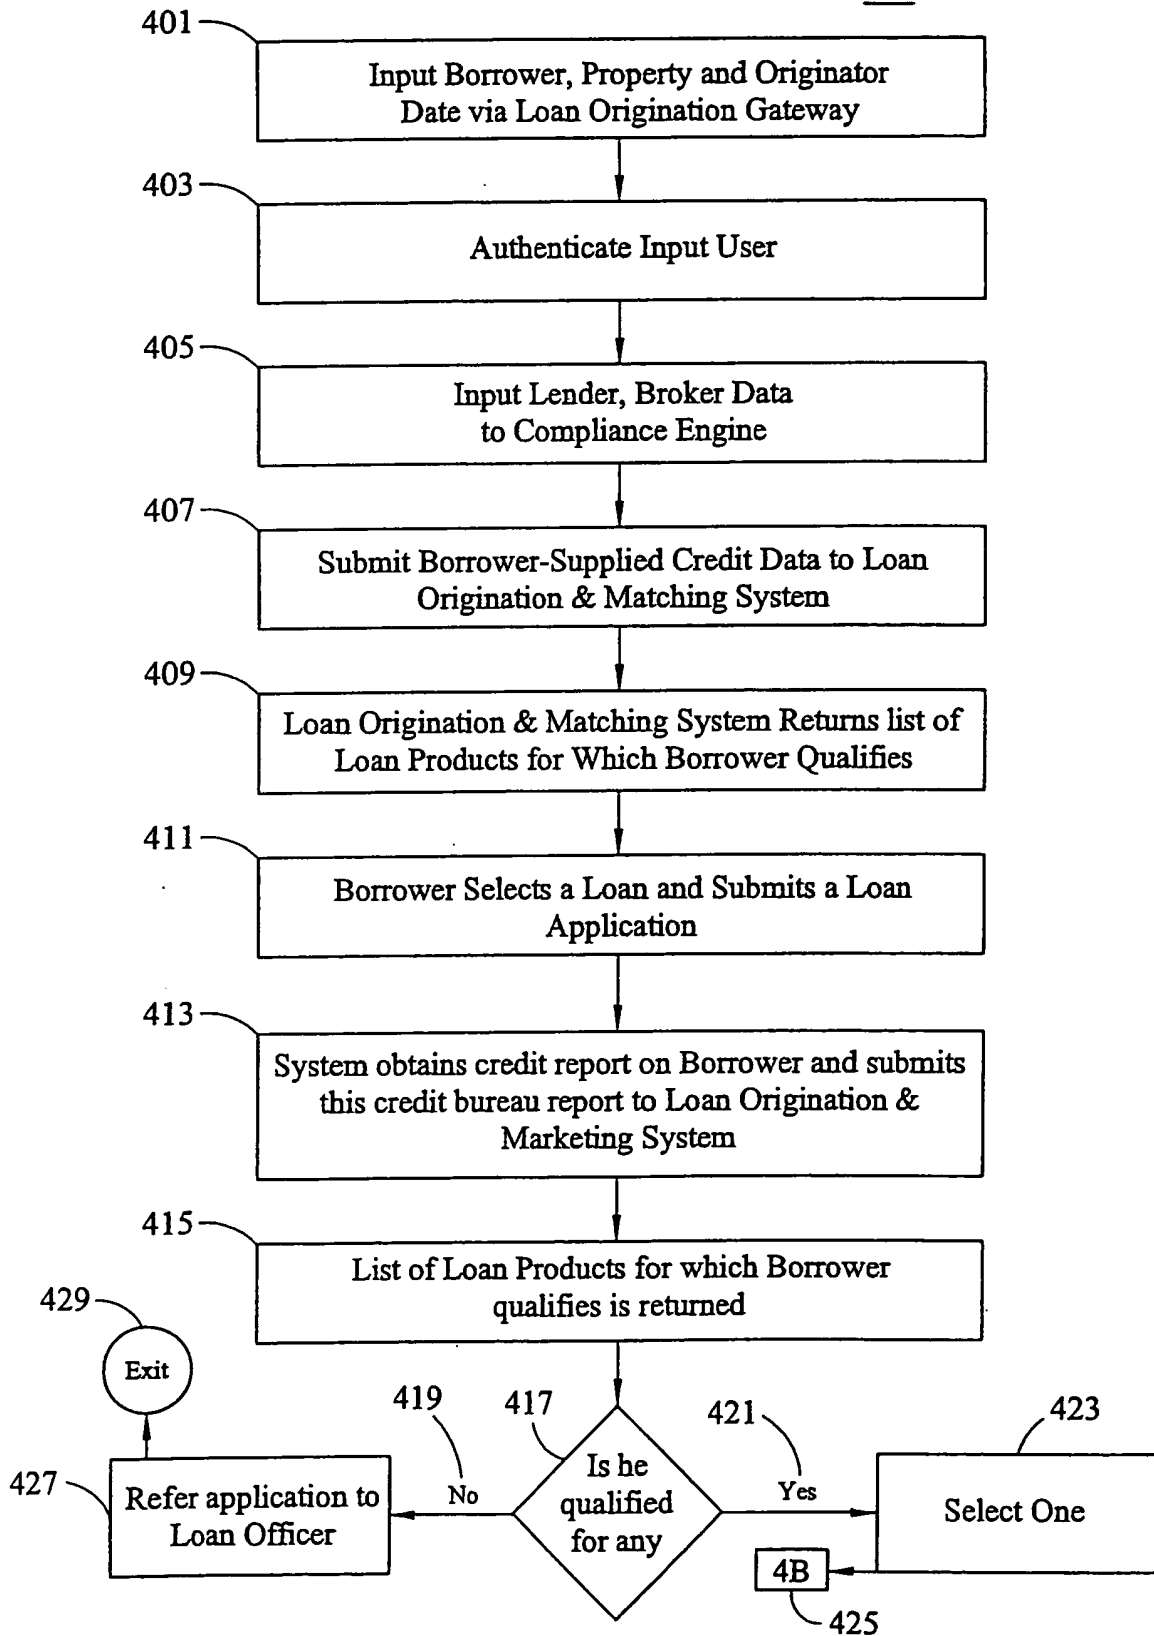 401
Input Borrower, Property and Originator
Date via Loan Origination Gateway
403
Authenticate Input User
405
Input Lender, Broker Data
to Compliance Engine
407
Submit Borrower-Supplied Credit Data to Loan
Origination & Matching System
409
Loan Origination & Matching System Returns list of
Loan Products for Which Borrower Qualifies
411
Borrower Selects a Loan and Submits a Loan
Application
413
System obtains credit report on Borrower and submits
this credit bureau report to Loan Origination &
Marketing System
415
List of Loan Products for which Borrower
qualifies is returned
429
Exit
419
417
421
423
427
Refer application to
Loan Officer
No
Is he
qualified
for any
Yes
Select One
4B
425